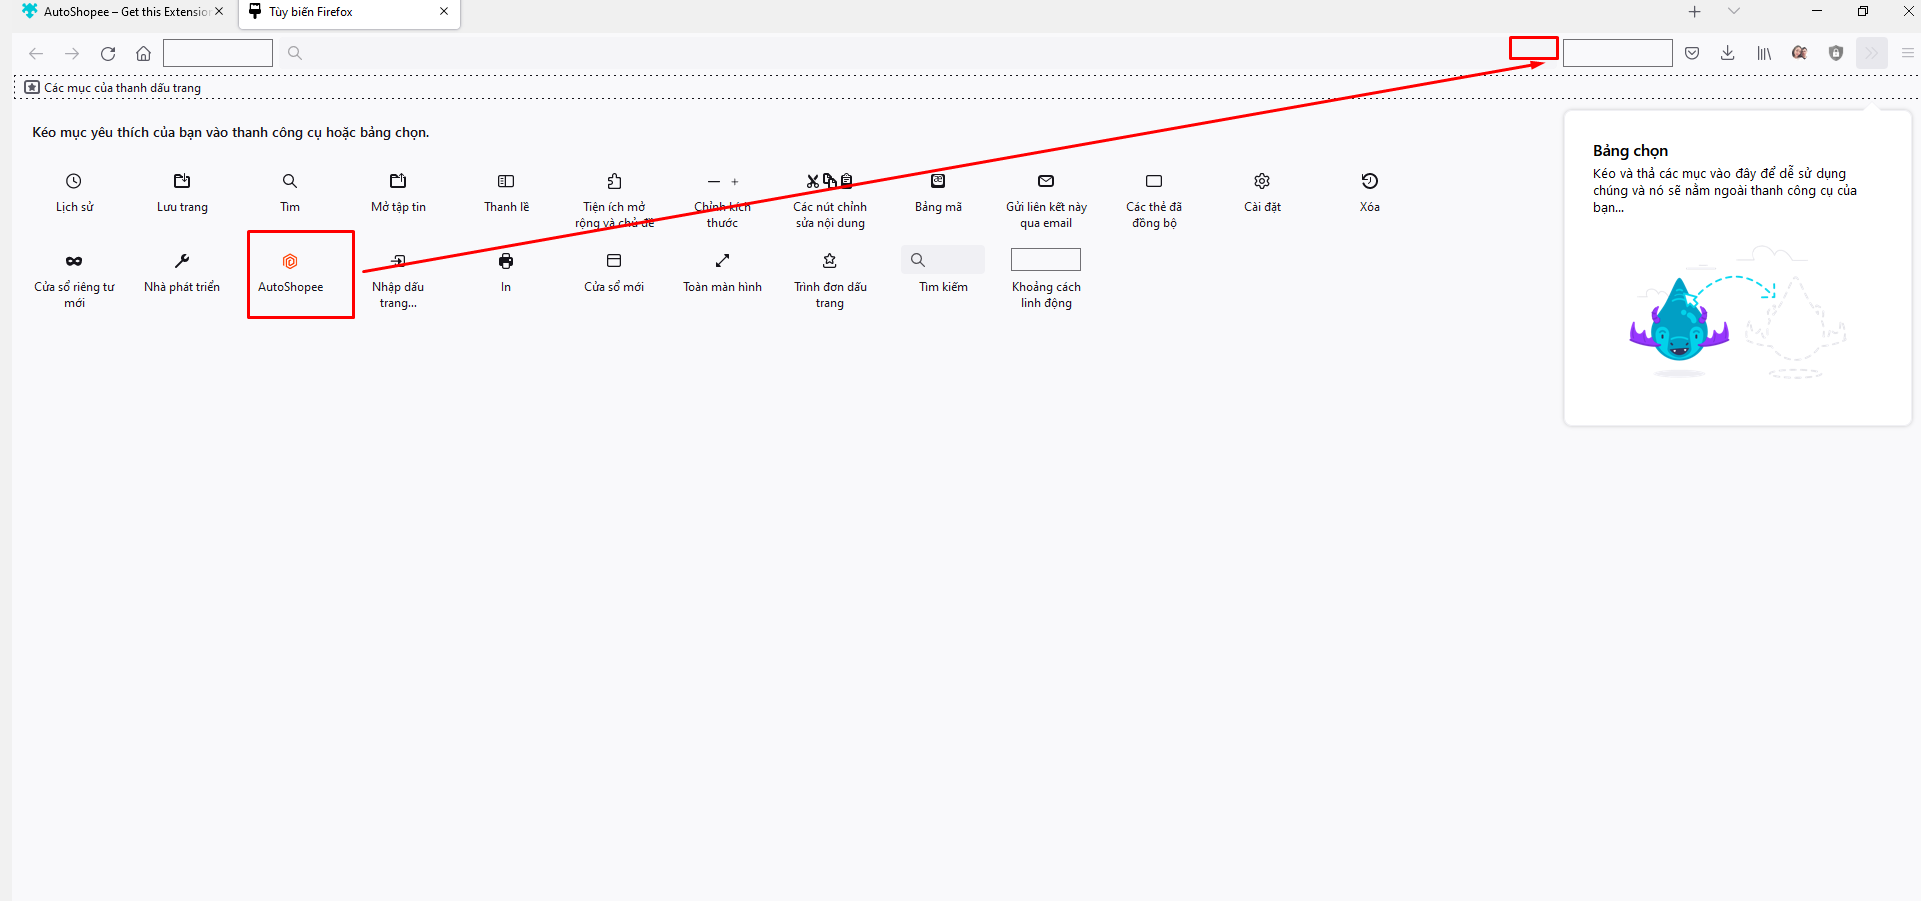 AutoShopee – Get this Extension
Tùy biến Firefox
Các mục của thanh dấu trang
Kéo mục yêu thích của bạn vào thanh công cụ hoặc bảng chọn.
Lịch sử
Lưu trang
Tìm
Mở tập tin
Thanh lề
Tiện ích mở
rộng và chủ đề
Chỉnh kích
thước
Các nút chỉnh
sửa nội dung
Bảng mã
Gửi liên kết này
qua email
Các thẻ đã
đồng bộ
Cài đặt
Xóa
Cửa sổ riêng tư
mới
Nhà phát triển
AutoShopee
Nhập dấu
trang...
In
Cửa sổ mới
Toàn màn hình
Trình đơn dấu
trang
Tìm kiếm
Khoảng cách
linh động
Bảng chọn
Kéo và thả các mục vào đây để dễ sử dụng
chúng và nó sẽ nằm ngoài thanh công cụ của
bạn...